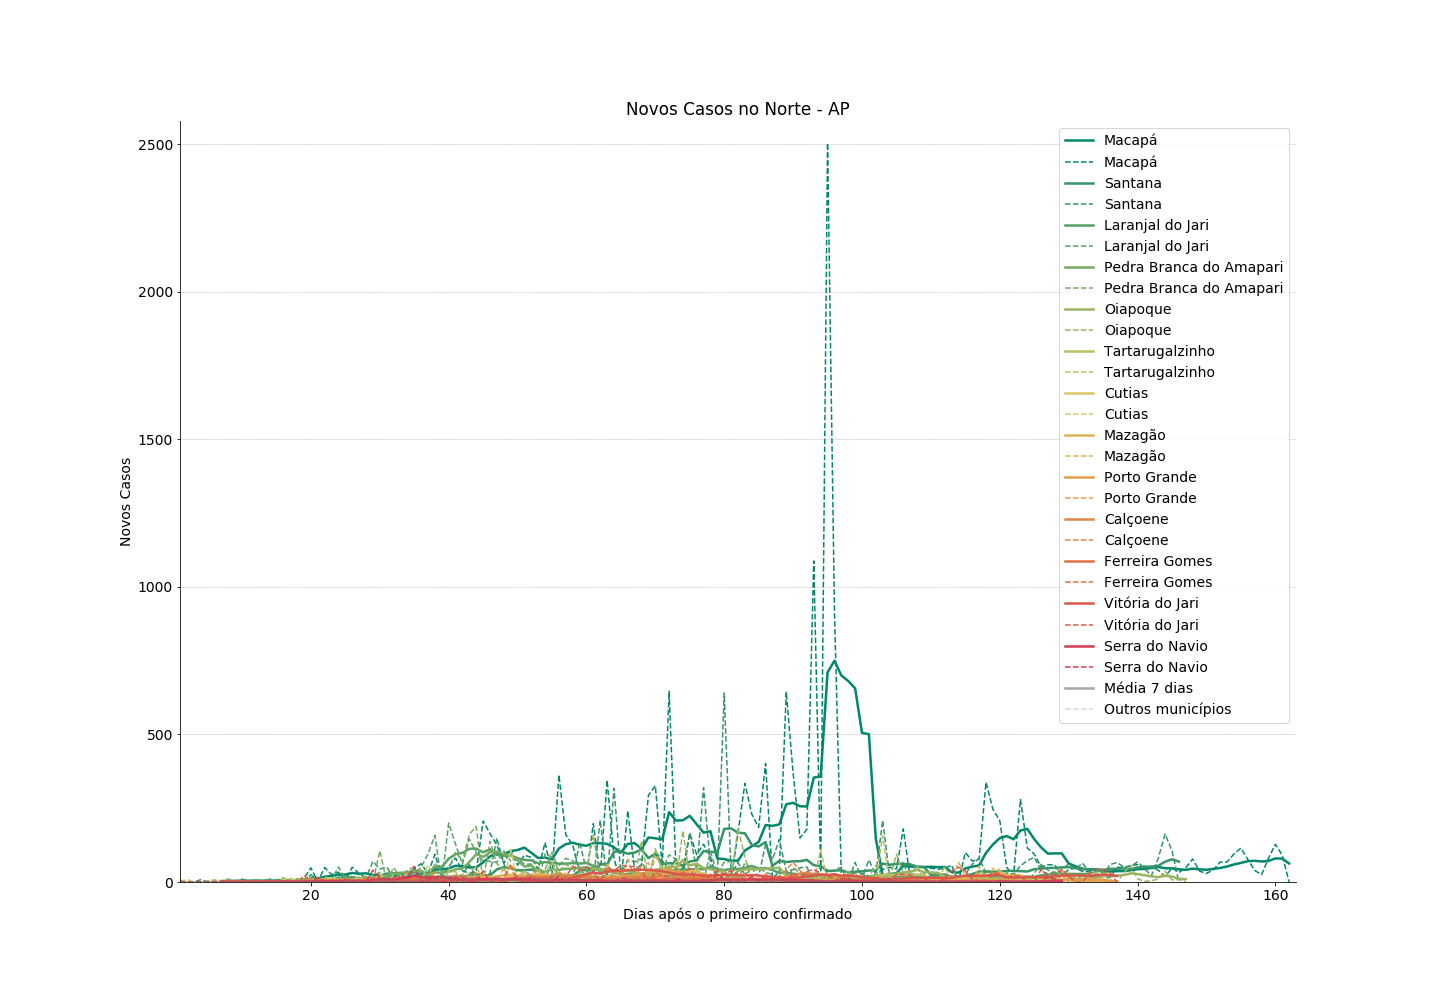 Novos Casos no Norte - AP
2500
2000
1500
1000
500
0
Novos Casos
20
40
60
80
100
120
140
160
Dias após o primeiro confirmado
Macapá
Macapá
Santana
Santana
Laranjal do Jari
Laranjal do Jari
Pedra Branca do Amapari
Pedra Branca do Amapari
Oiapoque
Oiapoque
Tartarugalzinho
Tartarugalzinho
Cutias
Cutias
Mazagão
Mazagão
Porto Grande
Porto Grande
Calçoene
Calçoene
Ferreira Gomes
Ferreira Gomes
Vitória do Jari
Vitória do Jari
Serra do Navio
Serra do Navio
Média 7 dias
Outros municípios